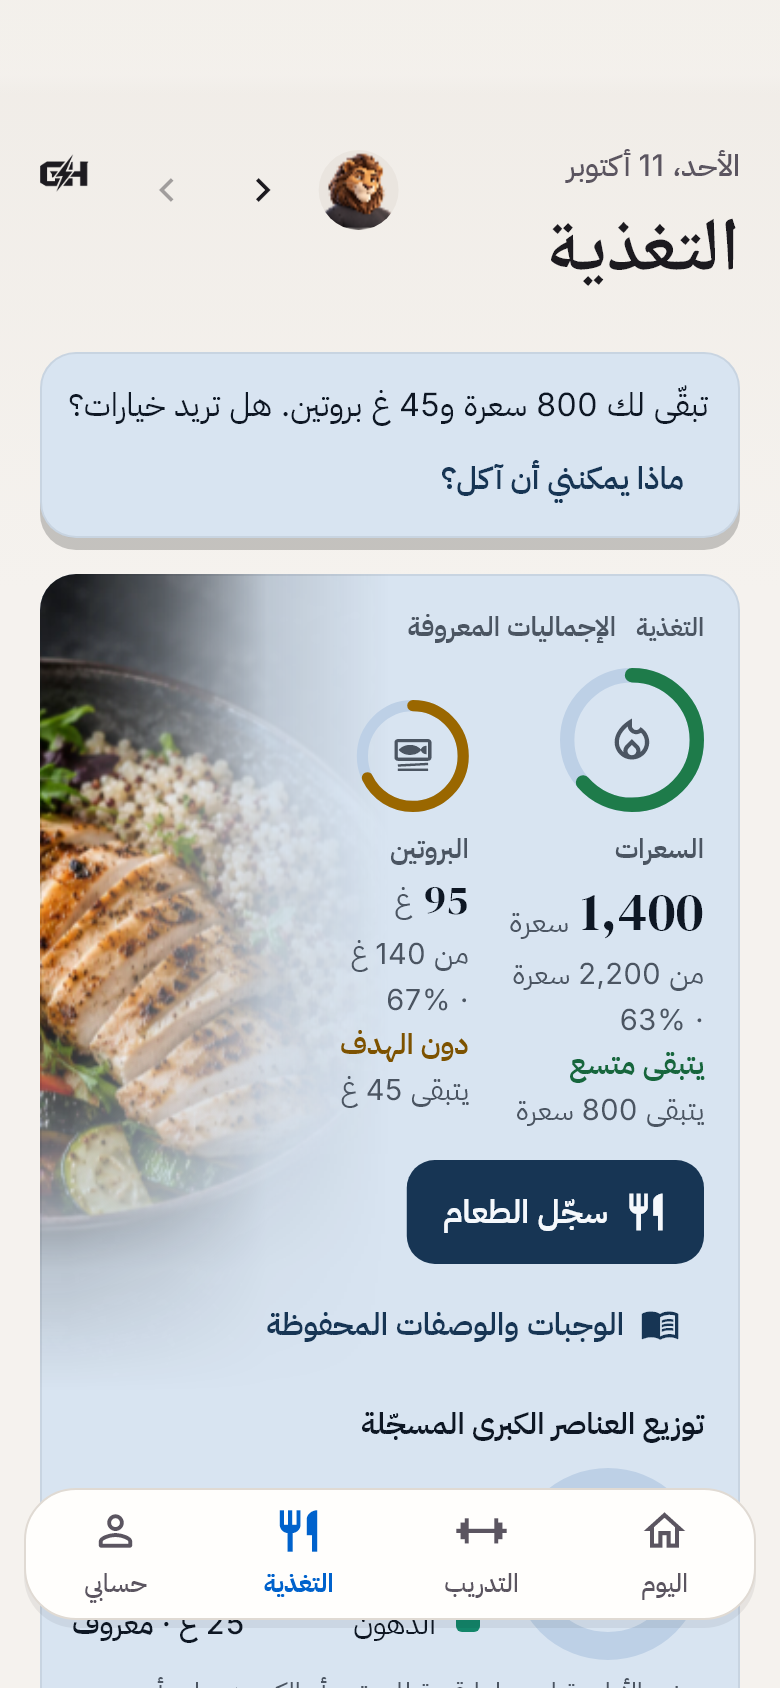 الأحد، 11 أكتوبر
GH
التغذية
تبقّى لك 800 سعرة و45 غ بروتين. هل تريد خيارات؟
ماذا يمكنني أن آكل؟
التغذية الإجماليات المعروفة
السعرات
1,400 سعرة
من 2,200 سعرة
· 63%
يتبقى متسع
يتبقى 800 سعرة
البروتين
95 غ
من 140 غ
· 67%
دون الهدف
يتبقى 45 غ
سجّل الطعام
الوجبات والوصفات المحفوظة
توزيع العناصر الكبرى المسجّلة
الدهون
25 غ · معروف
اليوم
التدريب
التغذية
حسابي